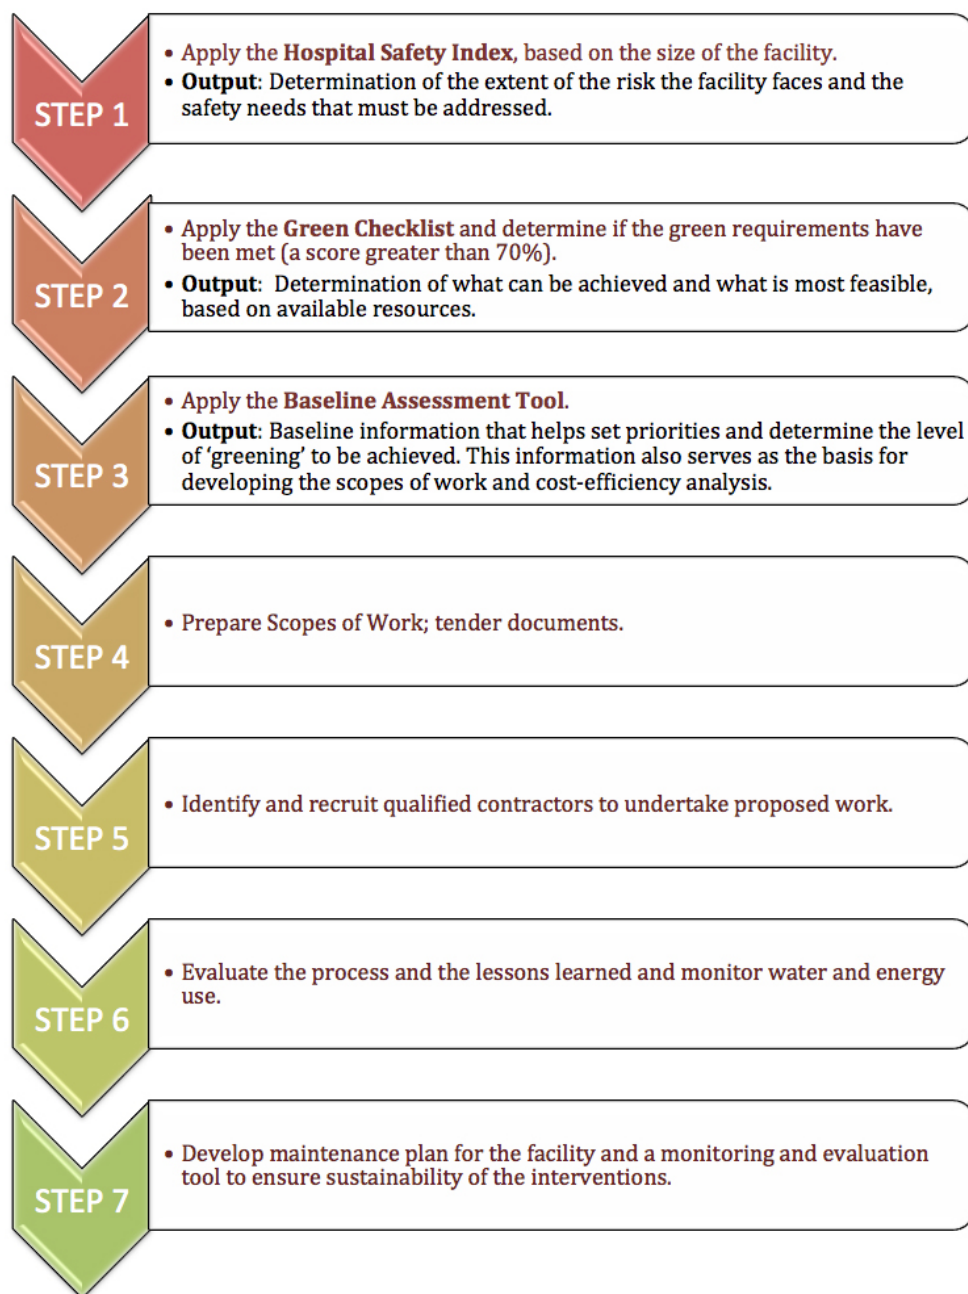 STEP 1
• Apply the Hospital Safety Index, based on the size of the facility.
• Output: Determination of the extent of the risk the facility faces and the
safety needs that must be addressed.
STEP 2
• Apply the Green Checklist and determine if the green requirements have
been met (a score greater than 70%).
• Output: Determination of what can be achieved and what is most feasible,
based on available resources.
STEP 3
• Apply the Baseline Assessment Tool.
• Output: Baseline information that helps set priorities and determine the level
of ‘greening’ to be achieved. This information also serves as the basis for
developing the scopes of work and cost-efficiency analysis.
STEP 4
• Prepare Scopes of Work; tender documents.
STEP 5
• Identify and recruit qualified contractors to undertake proposed work.
STEP 6
• Evaluate the process and the lessons learned and monitor water and energy
use.
STEP 7
• Develop maintenance plan for the facility and a monitoring and evaluation
tool to ensure sustainability of the interventions.